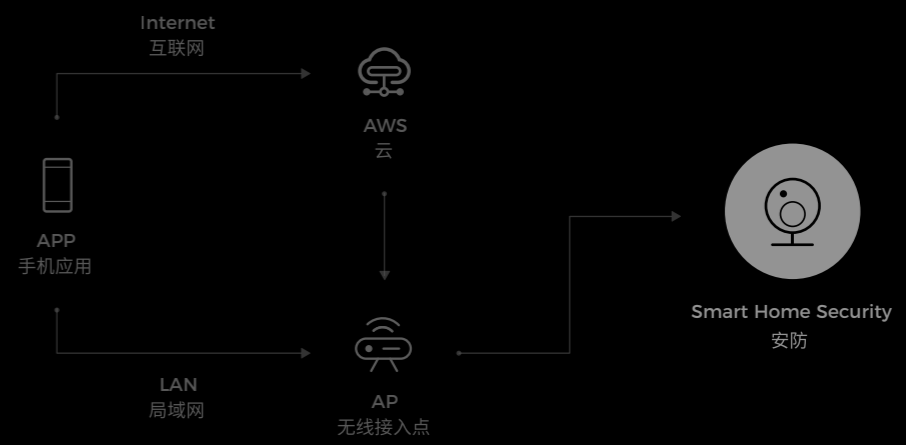 Internet
互联网
AWS
云
APP
手机应用
Smart Home Security
安防
LAN
局域网
AP
无线接入点